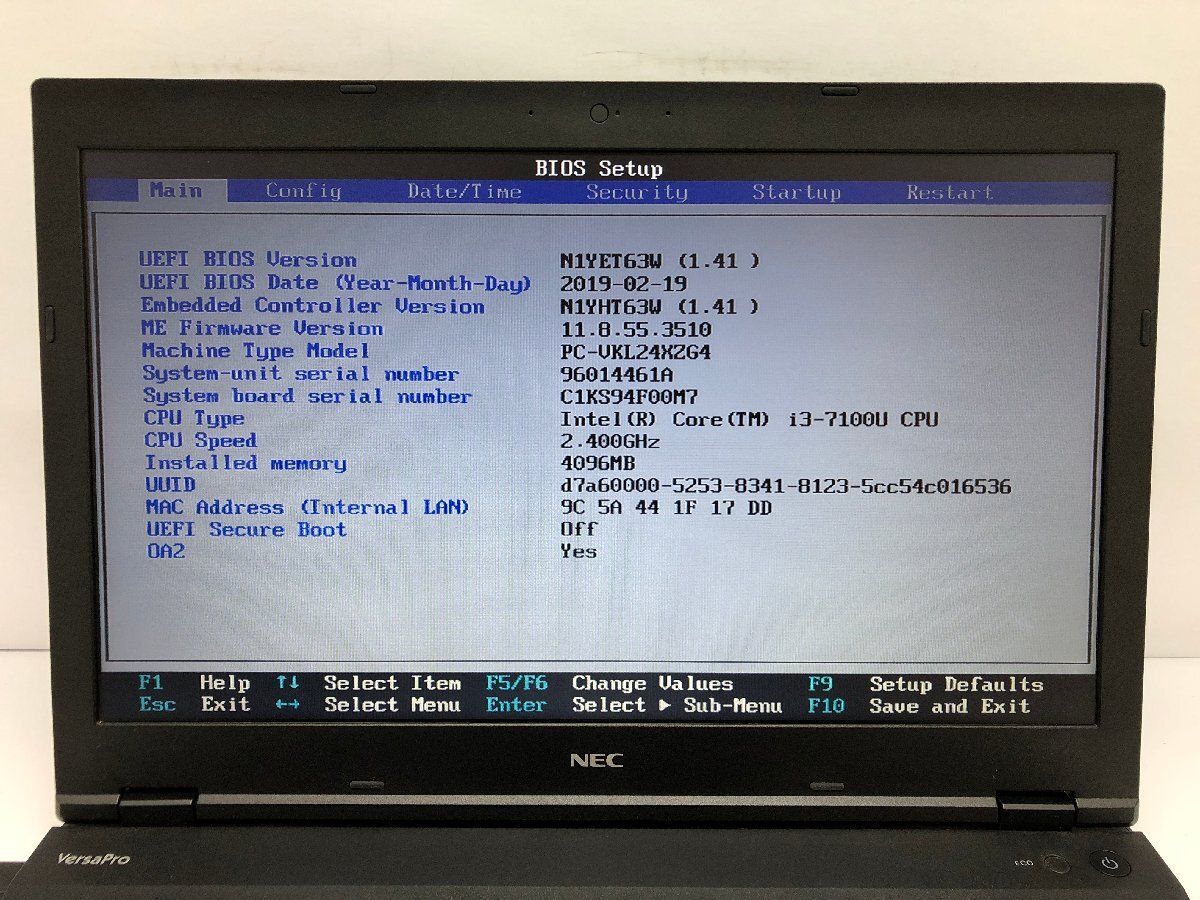 BIOS Setup
Main Config Date/Time Security Startup Restart
UEFI BIOS Version N1YET63W (1.41 )
UEFI BIOS Date (Year-Month-Day) 2019-02-19
Embedded Controller Version N1YHT63W (1.41 )
ME Firmware Version 11.8.55.3510
Machine Type Model PC-VKL24XZG4
System-unit serial number 96014461A
System board serial number C1KS94F00M7
CPU Type Intel(R) Core(TM) i3-7100U CPU
CPU Speed 2.400GHz
Installed memory 4096MB
UUID d7a60000-5253-8341-8123-5cc54c016536
MAC Address (Internal LAN) 9C 5A 44 1F 17 DD
UEFI Secure Boot Off
OA2 Yes
F1 Help ↑↓ Select Item F5/F6 Change Values F9 Setup Defaults
Esc Exit ←→ Select Menu Enter Select ▶ Sub-Menu F10 Save and Exit
NEC
VersaPro
ECO